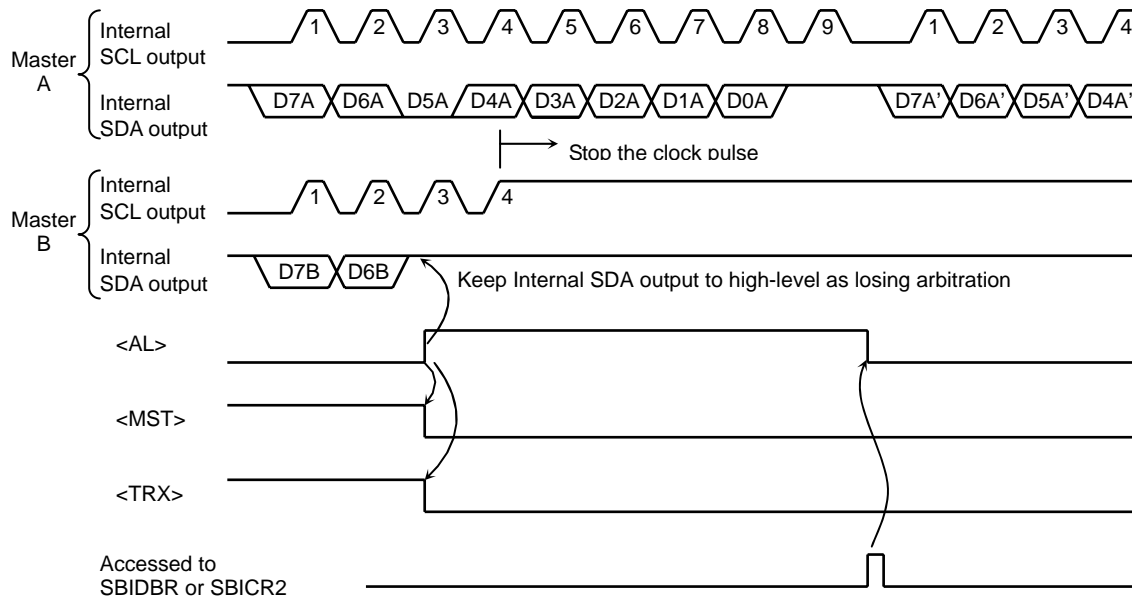 Master A
Internal SCL output
1 2 3 4 5 6 7 8 9 1 2 3 4
Internal SDA output
D7A D6A D5A D4A D3A D2A D1A D0A D7A' D6A' D5A' D4A'
Stop the clock pulse
Master B
Internal SCL output
1 2 3 4
Internal SDA output
D7B D6B
Keep Internal SDA output to high-level as losing arbitration
<AL>
<MST>
<TRX>
Accessed to
SBIDBR or SBICR2